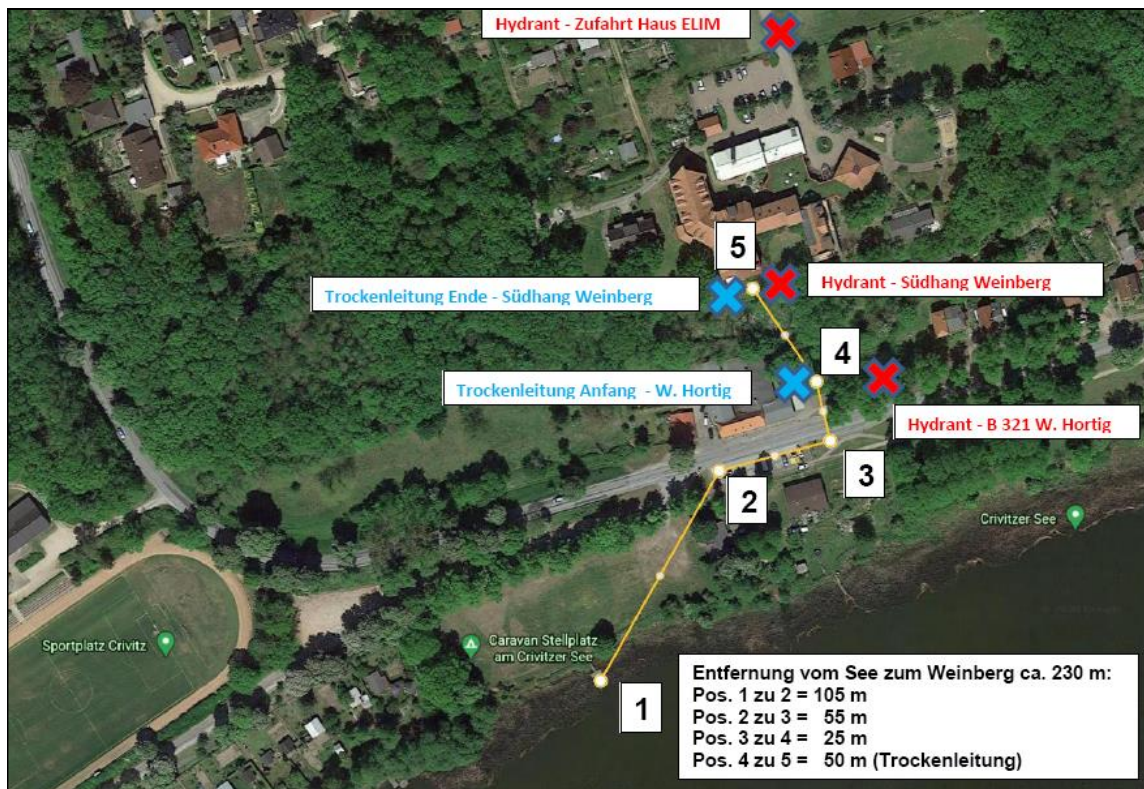 Hydrant - Zufahrt Haus ELIM
5
Trockenleitung Ende - Südhang Weinberg
Hydrant - Südhang Weinberg
4
Trockenleitung Anfang - W. Hortig
Hydrant - B 321 W. Hortig
3
2
Crivitzer See
Sportplatz Crivitz
Caravan Stellplatz
am Crivitzer See
1
Entfernung vom See zum Weinberg ca. 230 m:
Pos. 1 zu 2 = 105 m
Pos. 2 zu 3 = 55 m
Pos. 3 zu 4 = 25 m
Pos. 4 zu 5 = 50 m (Trockenleitung)